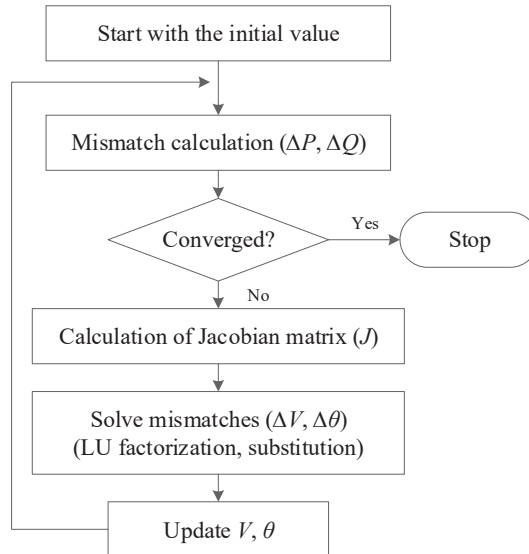 Start with the initial value
Mismatch calculation (ΔP, ΔQ)
Converged?
Yes
Stop
No
Calculation of Jacobian matrix (J)
Solve mismatches (ΔV, Δθ)
(LU factorization, substitution)
Update V, θ